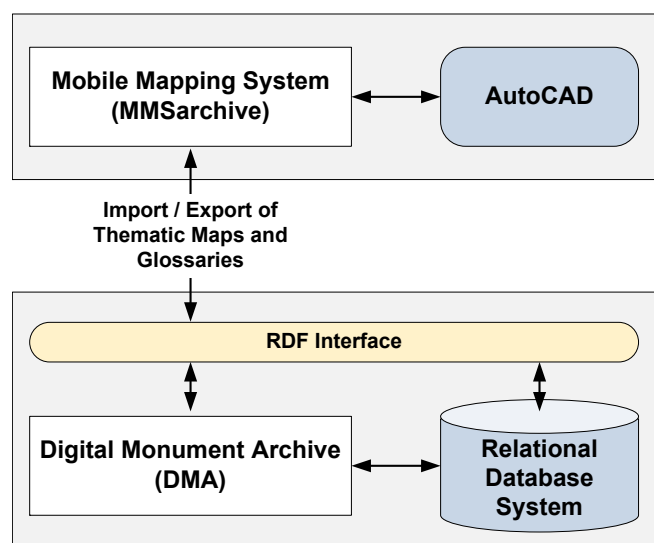 Mobile Mapping System
(MMSarchive)
AutoCAD
Import / Export of
Thematic Maps and
Glossaries
RDF Interface
Digital Monument Archive
(DMA)
Relational
Database
System